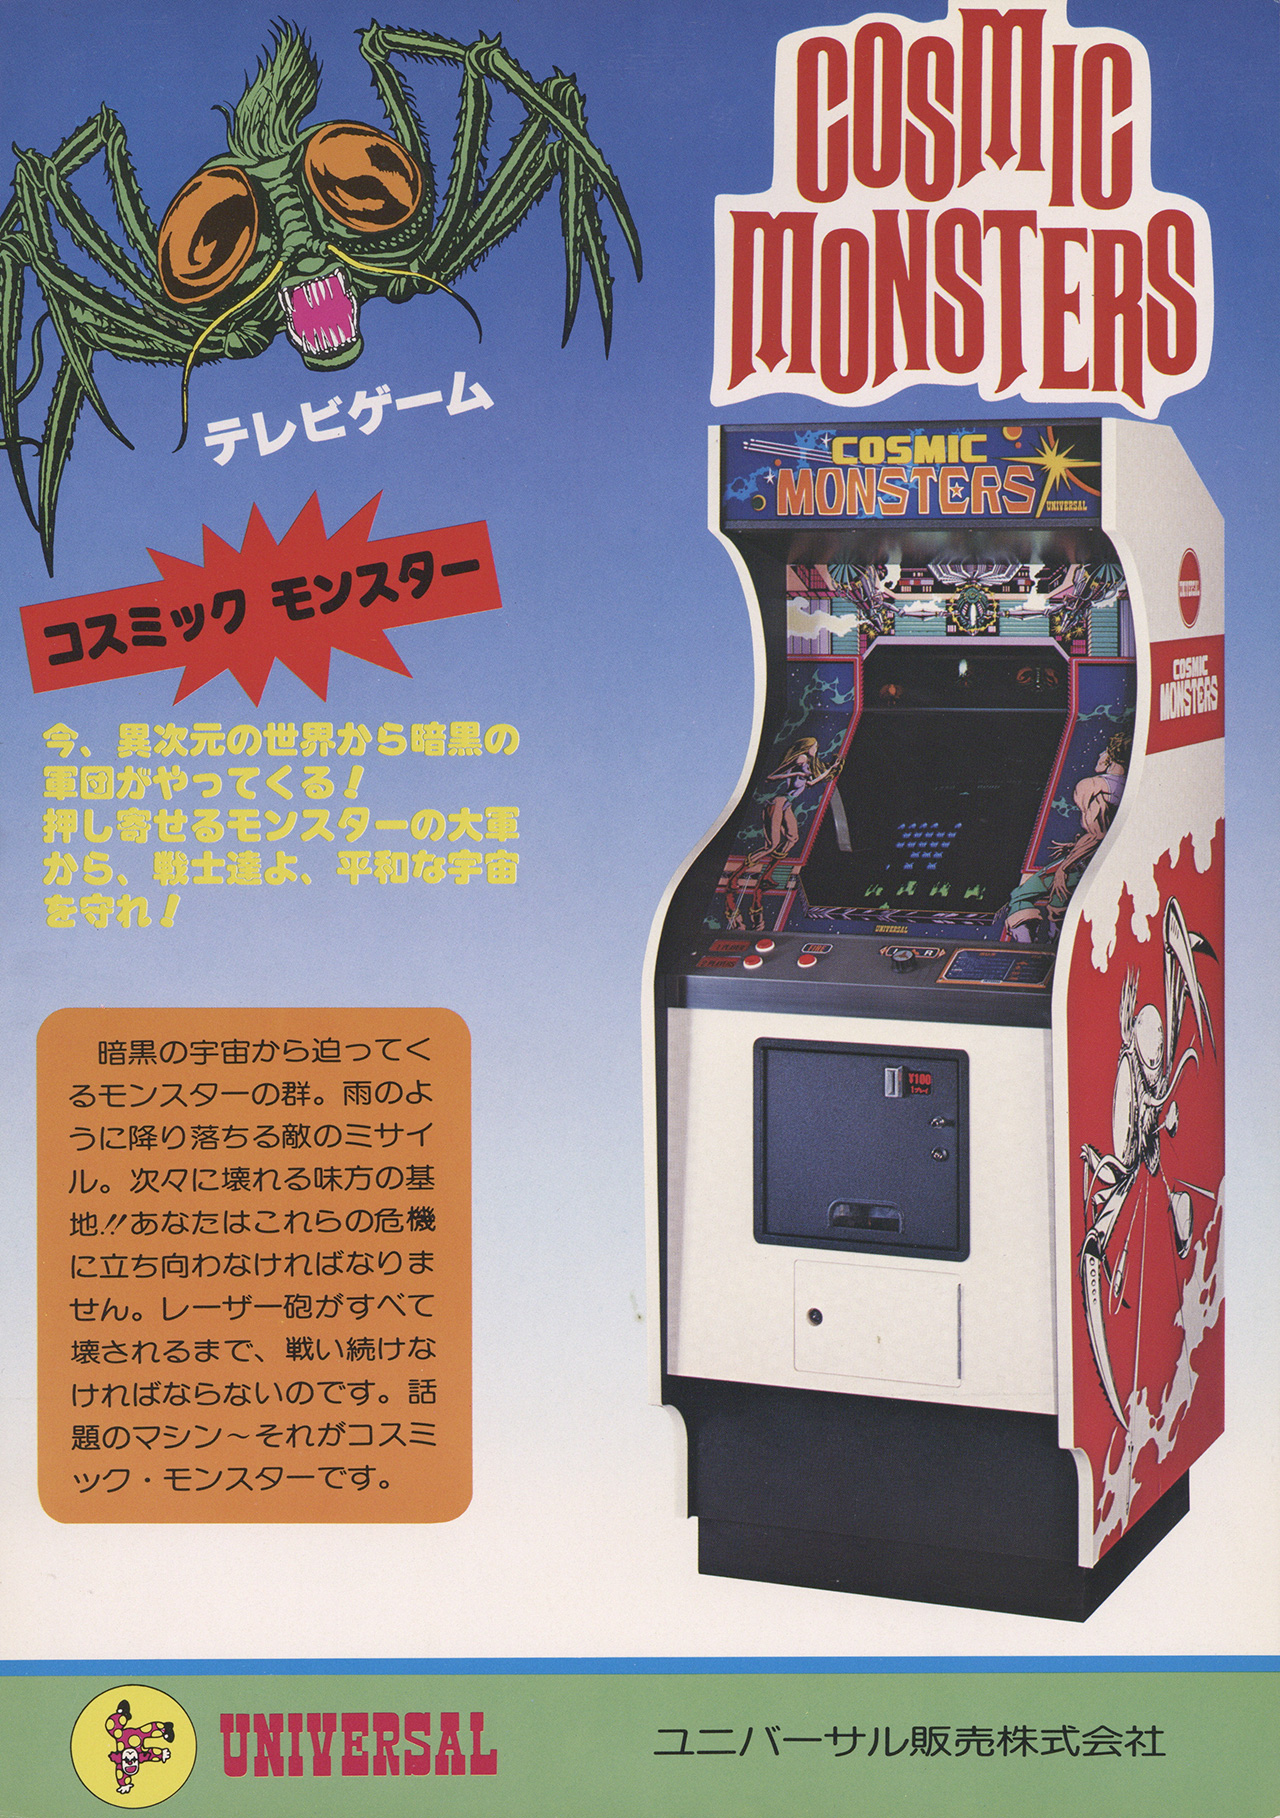 COSMIC
MONSTERS
テレビゲーム
コスミック モンスター
今、異次元の世界から暗黒の
軍団がやってくる！
押し寄せるモンスターの大軍
から、戦士達よ、平和な宇宙
を守れ！
暗黒の宇宙から迫ってく
るモンスターの群。雨のよ
うに降り落ちる敵のミサイ
ル。次々に壊れる味方の基
地!!あなたはこれらの危機
に立ち向わなければなりま
せん。レーザー砲がすべて
壊されるまで、戦い続けな
ければならないのです。話
題のマシン～それがコスミ
ック・モンスターです。
COSMIC
MONSTERS
UNIVERSAL
COSMIC
MONSTERS
UNIVERSAL
1 PLAYER
2 PLAYERS
FIRE
L R
¥100
1プレイ
UNIVERSAL
ユニバーサル販売株式会社